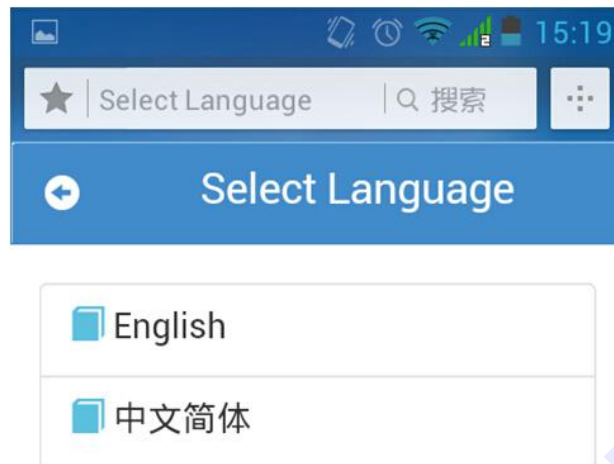 15:19
Select Language 搜索
Select Language
English
中文简体